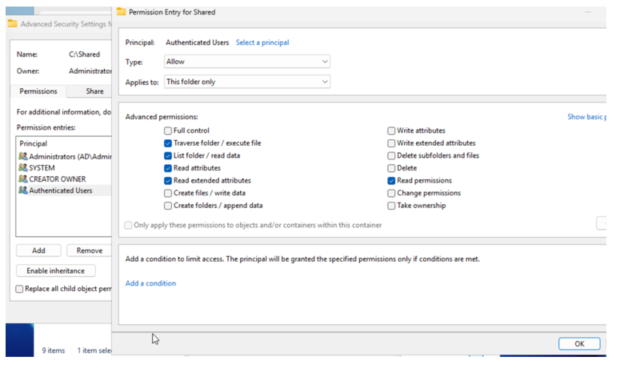 Advanced Security Settings f
Permission Entry for Shared
Name: C:\Shared
Owner: Administrator
Permissions Share
For additional information, do
Permission entries:
Principal
Administrators (AD\Admir
SYSTEM
CREATOR OWNER
Authenticated Users
Add Remove
Enable inheritance
Replace all child object perm
9 items 1 item sele
Principal: Authenticated Users Select a principal
Type: Allow
Applies to: This folder only
Advanced permissions: Show basic p
Full control
Traverse folder / execute file
List folder / read data
Read attributes
Read extended attributes
Create files / write data
Create folders / append data
Write attributes
Write extended attributes
Delete subfolders and files
Delete
Read permissions
Change permissions
Take ownership
Only apply these permissions to objects and/or containers within this container
Add a condition to limit access. The principal will be granted the specified permissions only if conditions are met.
Add a condition
OK